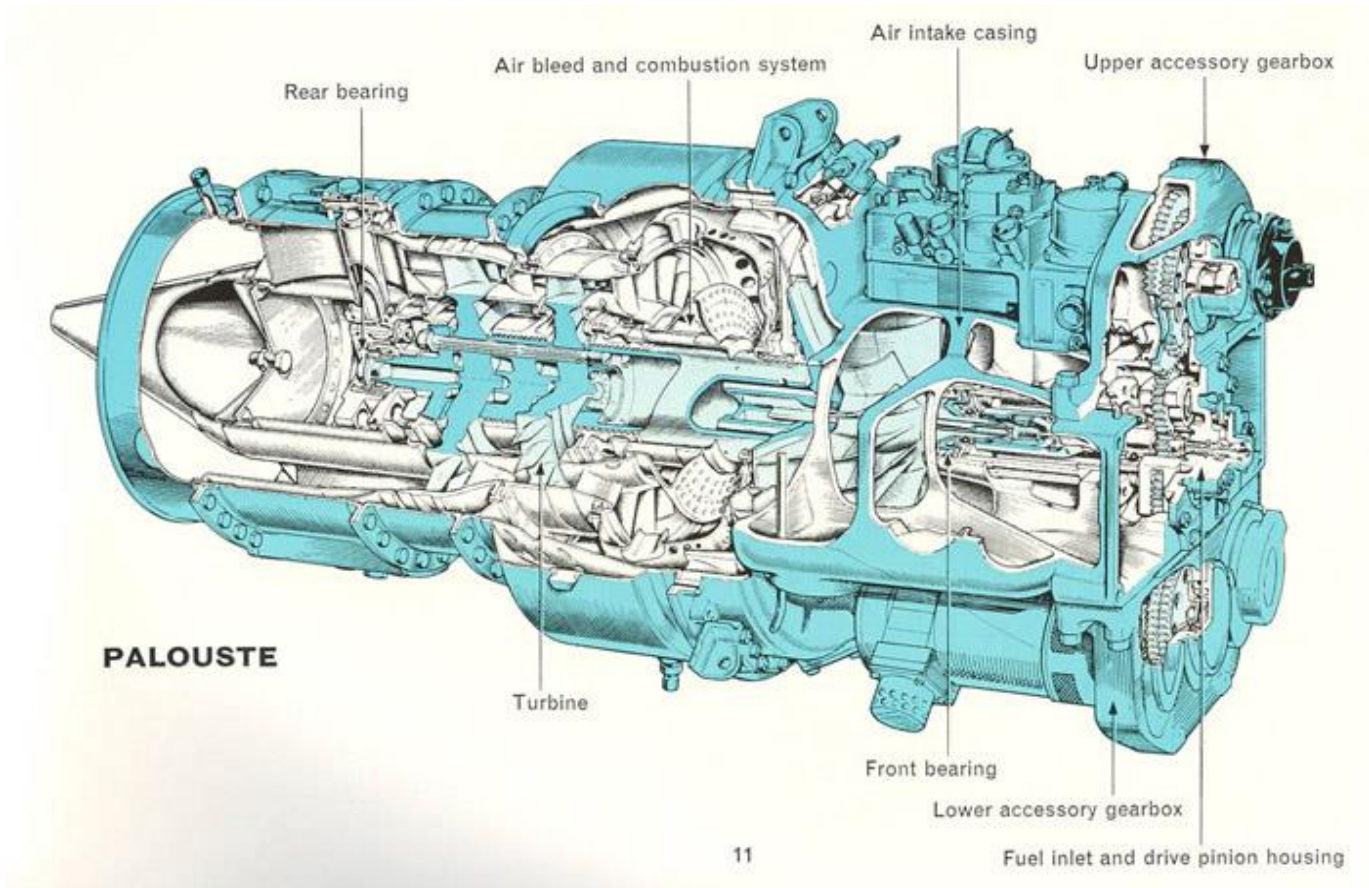 Air intake casing
Air bleed and combustion system
Upper accessory gearbox
Rear bearing
PALOUSTE
Turbine
Front bearing
Lower accessory gearbox
11
Fuel inlet and drive pinion housing